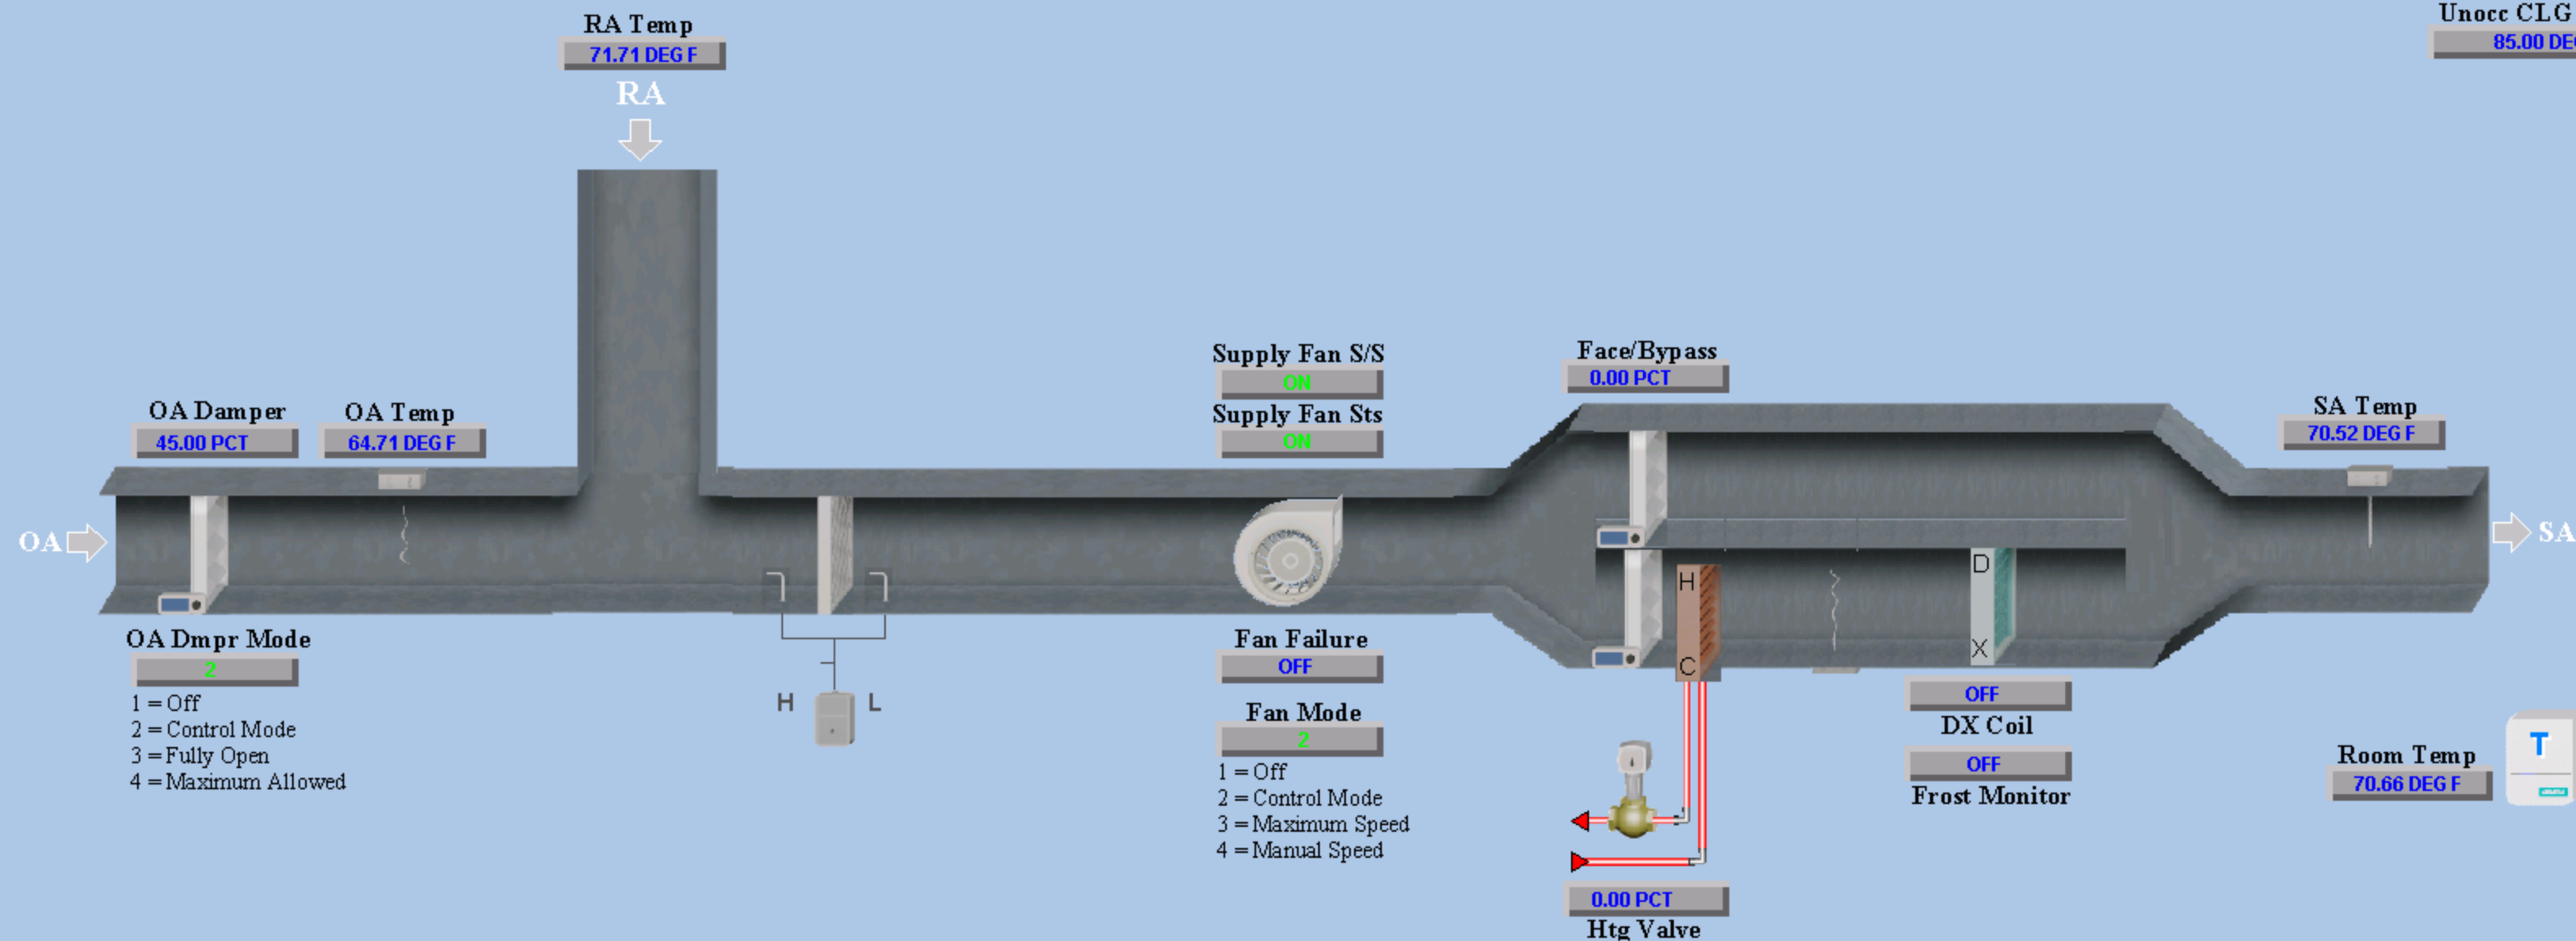 RA Temp
71.71 DEG F
RA
Unocc CLG
85.00 DE
Supply Fan S/S
ON
Supply Fan Sts
ON
Face/Bypass
0.00 PCT
OA Damper
45.00 PCT
OA Temp
64.71 DEG F
SA Temp
70.52 DEG F
OA
SA
H
C
D
X
OA Dmpr Mode
2
1 = Off
2 = Control Mode
3 = Fully Open
4 = Maximum Allowed
H
L
Fan Failure
OFF
Fan Mode
2
1 = Off
2 = Control Mode
3 = Maximum Speed
4 = Manual Speed
OFF
DX Coil
OFF
Frost Monitor
Room Temp
70.66 DEG F
T
0.00 PCT
Htg Valve